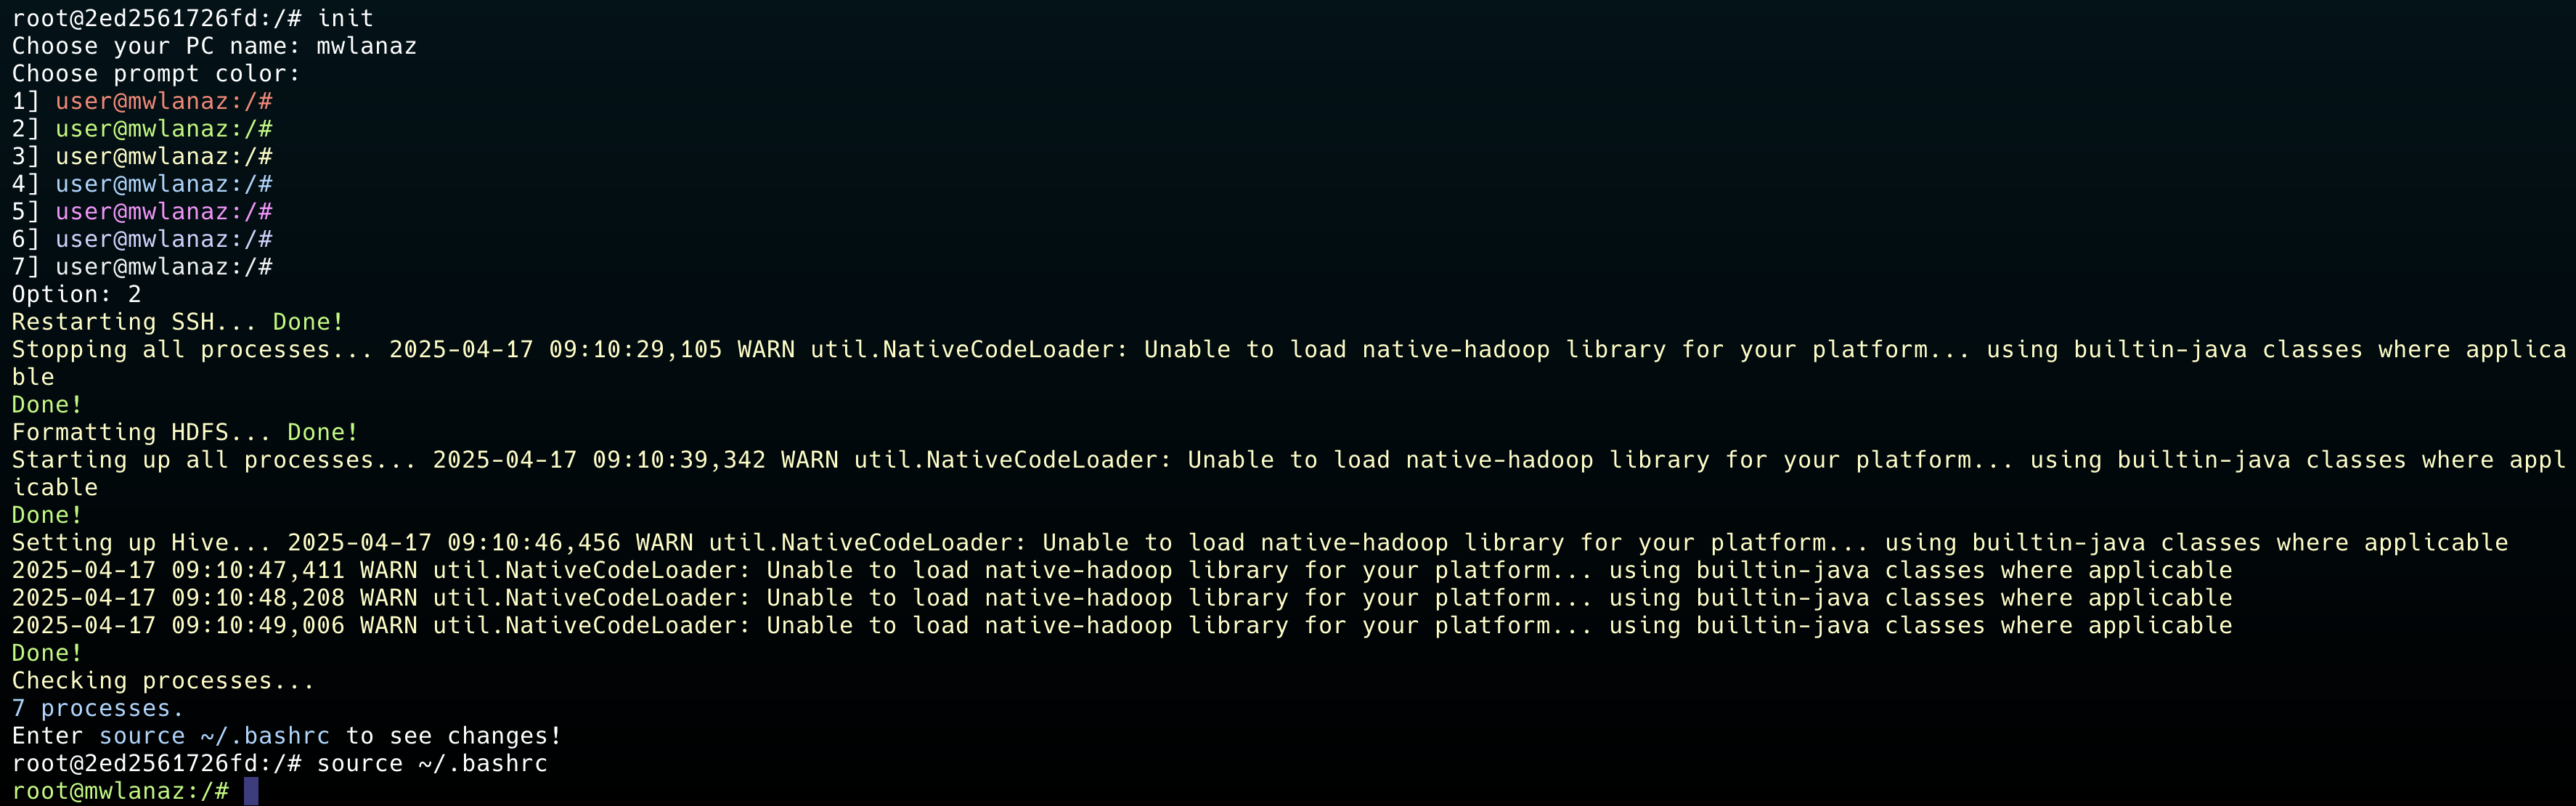 root@2ed2561726fd:/# init
Choose your PC name: mwlanaz
Choose prompt color:
1] user@mwlanaz:/#
2] user@mwlanaz:/#
3] user@mwlanaz:/#
4] user@mwlanaz:/#
5] user@mwlanaz:/#
6] user@mwlanaz:/#
7] user@mwlanaz:/#
Option: 2
Restarting SSH... Done!
Stopping all processes... 2025-04-17 09:10:29,105 WARN util.NativeCodeLoader: Unable to load native-hadoop library for your platform... using builtin-java classes where applica
ble
Done!
Formatting HDFS... Done!
Starting up all processes... 2025-04-17 09:10:39,342 WARN util.NativeCodeLoader: Unable to load native-hadoop library for your platform... using builtin-java classes where appl
icable
Done!
Setting up Hive... 2025-04-17 09:10:46,456 WARN util.NativeCodeLoader: Unable to load native-hadoop library for your platform... using builtin-java classes where applicable
2025-04-17 09:10:47,411 WARN util.NativeCodeLoader: Unable to load native-hadoop library for your platform... using builtin-java classes where applicable
2025-04-17 09:10:48,208 WARN util.NativeCodeLoader: Unable to load native-hadoop library for your platform... using builtin-java classes where applicable
2025-04-17 09:10:49,006 WARN util.NativeCodeLoader: Unable to load native-hadoop library for your platform... using builtin-java classes where applicable
Done!
Checking processes...
7 processes.
Enter source ~/.bashrc to see changes!
root@2ed2561726fd:/# source ~/.bashrc
root@mwlanaz:/#